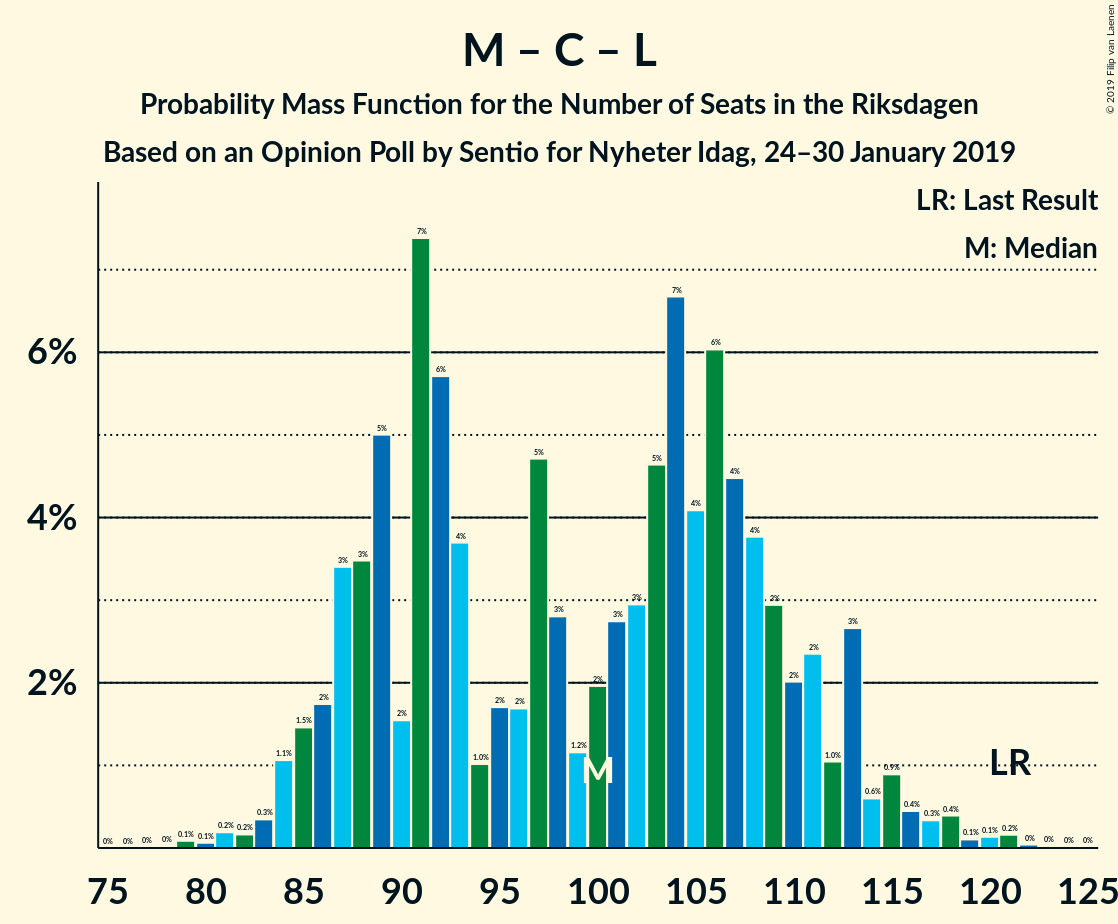 M – C – L
Probability Mass Function for the Number of Seats in the Riksdagen
Based on an Opinion Poll by Sentio for Nyheter Idag, 24–30 January 2019
© 2019 Filip van Laenen
LR: Last Result
M: Median
6%
4%
2%
0% 0% 0% 0% 0.1% 0.1% 0.2% 0.2% 0.3% 1.1% 1.5% 2% 3% 3% 5% 2% 7% 6% 4% 1.0% 2% 2% 5% 3% 1.2% 2% 3% 3% 5% 7% 4% 6% 4% 4% 3% 2% 2% 1.0% 3% 0.6% 0.9% 0.4% 0.3% 0.4% 0.1% 0.1% 0.2% 0% 0% 0% 0%
M
LR
75 80 85 90 95 100 105 110 115 120 125